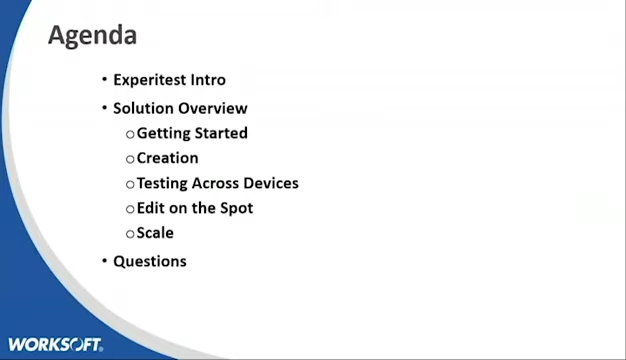 Agenda
• Experitest Intro
• Solution Overview
o Getting Started
o Creation
o Testing Across Devices
o Edit on the Spot
o Scale
• Questions
WORKSOFT®